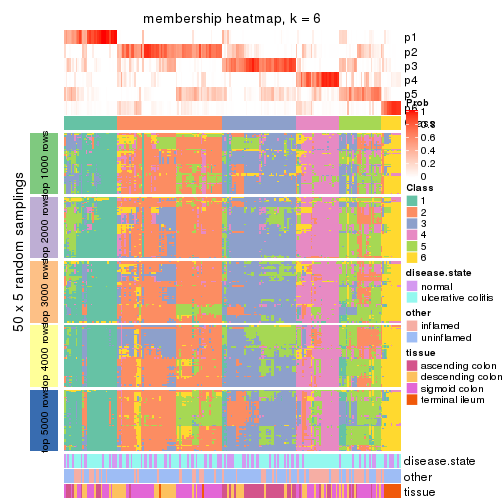 membership heatmap, k = 6
p1
p2
p3
p4
p5
Prob
1
0.8
0.6
0.4
0.2
0
Class
1
2
3
4
5
6
disease.state
normal
ulcerative colitis
other
inflamed
uninflamed
tissue
ascending colon
descending colon
sigmoid colon
terminal ileum
50 x 5 random samplings
top 1000 rows
top 2000 rows
top 3000 rows
top 4000 rows
top 5000 rows
disease.state
other
tissue